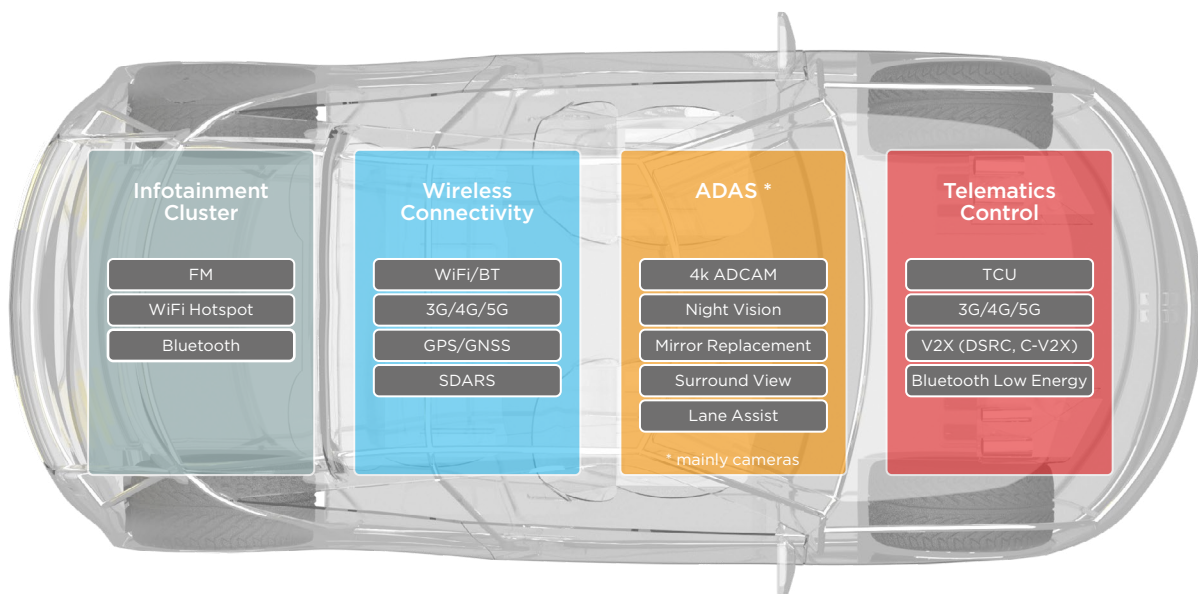 Infotainment
Cluster
FM
WiFi Hotspot
Bluetooth
Wireless
Connectivity
WiFi/BT
3G/4G/5G
GPS/GNSS
SDARS
ADAS *
4k ADCAM
Night Vision
Mirror Replacement
Surround View
Lane Assist
* mainly cameras
Telematics
Control
TCU
3G/4G/5G
V2X (DSRC, C-V2X)
Bluetooth Low Energy